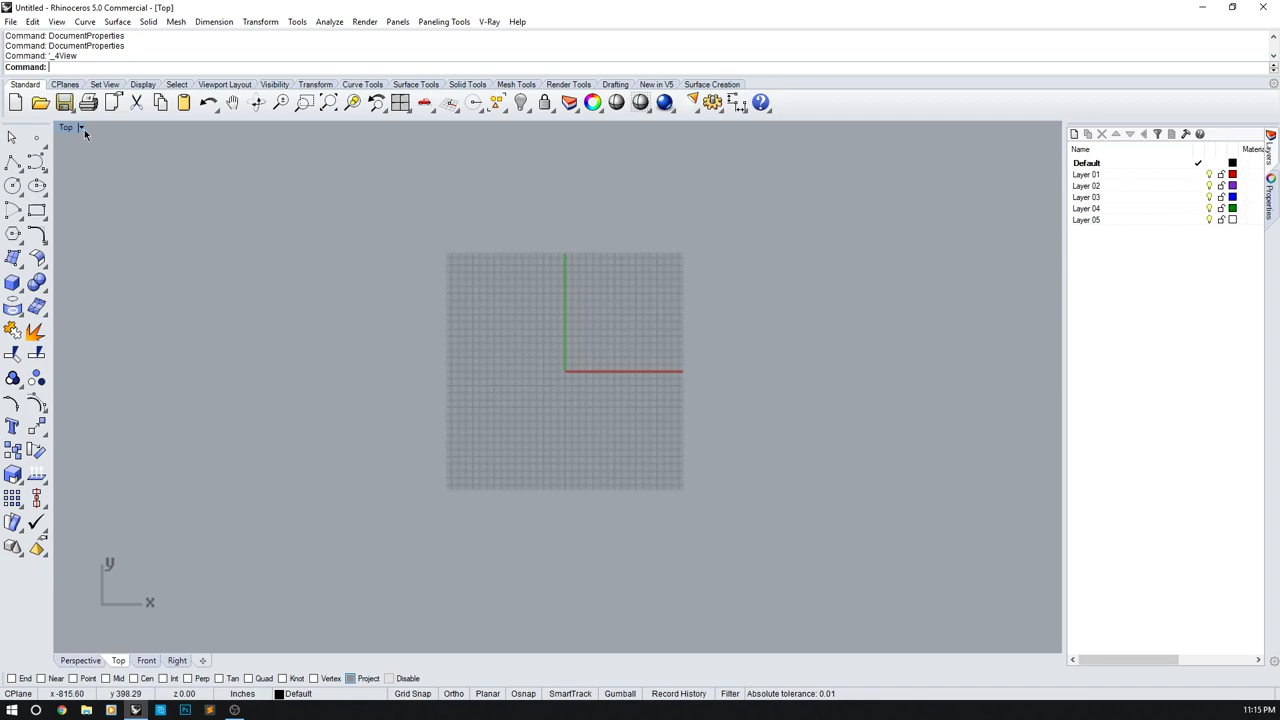 Untitled - Rhinoceros 5.0 Commercial - [Top]
File Edit View Curve Surface Solid Mesh Dimension Transform Tools Analyze Render Panels Paneling Tools V-Ray Help
Command: DocumentProperties
Command: DocumentProperties
Command: '_4View
Command:
Standard CPlanes Set View Display Select Viewport Layout Visibility Transform Curve Tools Surface Tools Solid Tools Mesh Tools Render Tools Drafting New in V5 Surface Creation
Top
Name Materia
Default
Layer 01
Layer 02
Layer 03
Layer 04
Layer 05
Layers
Properties
y
x
Perspective Top Front Right
End Near Point Mid Cen Int Perp Tan Quad Knot Vertex Project Disable
CPlane x -815.60 y 398.29 z 0.00 Inches Default Grid Snap Ortho Planar Osnap SmartTrack Gumball Record History Filter Absolute tolerance: 0.01
11:15 PM